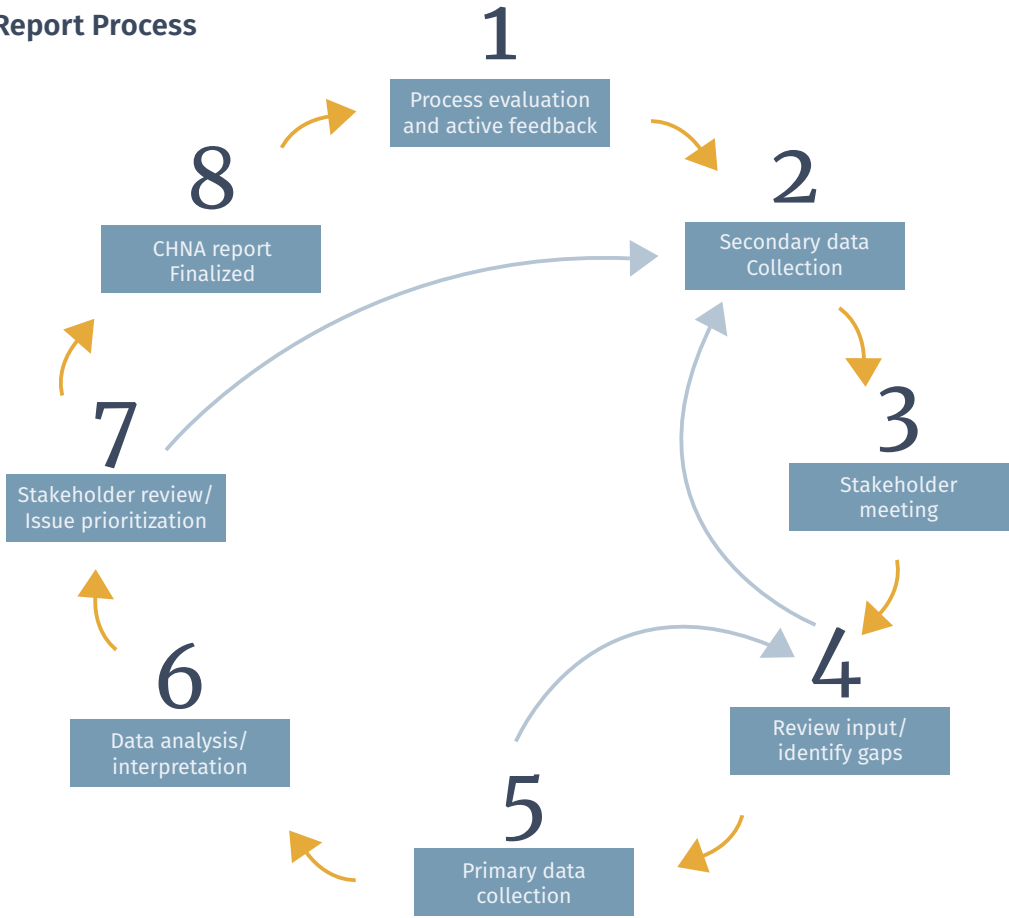 Report Process
1
Process evaluation
and active feedback
2
Secondary data
Collection
3
Stakeholder
meeting
4
Review input/
identify gaps
5
Primary data
collection
6
Data analysis/
interpretation
7
Stakeholder review/
Issue prioritization
8
CHNA report
Finalized